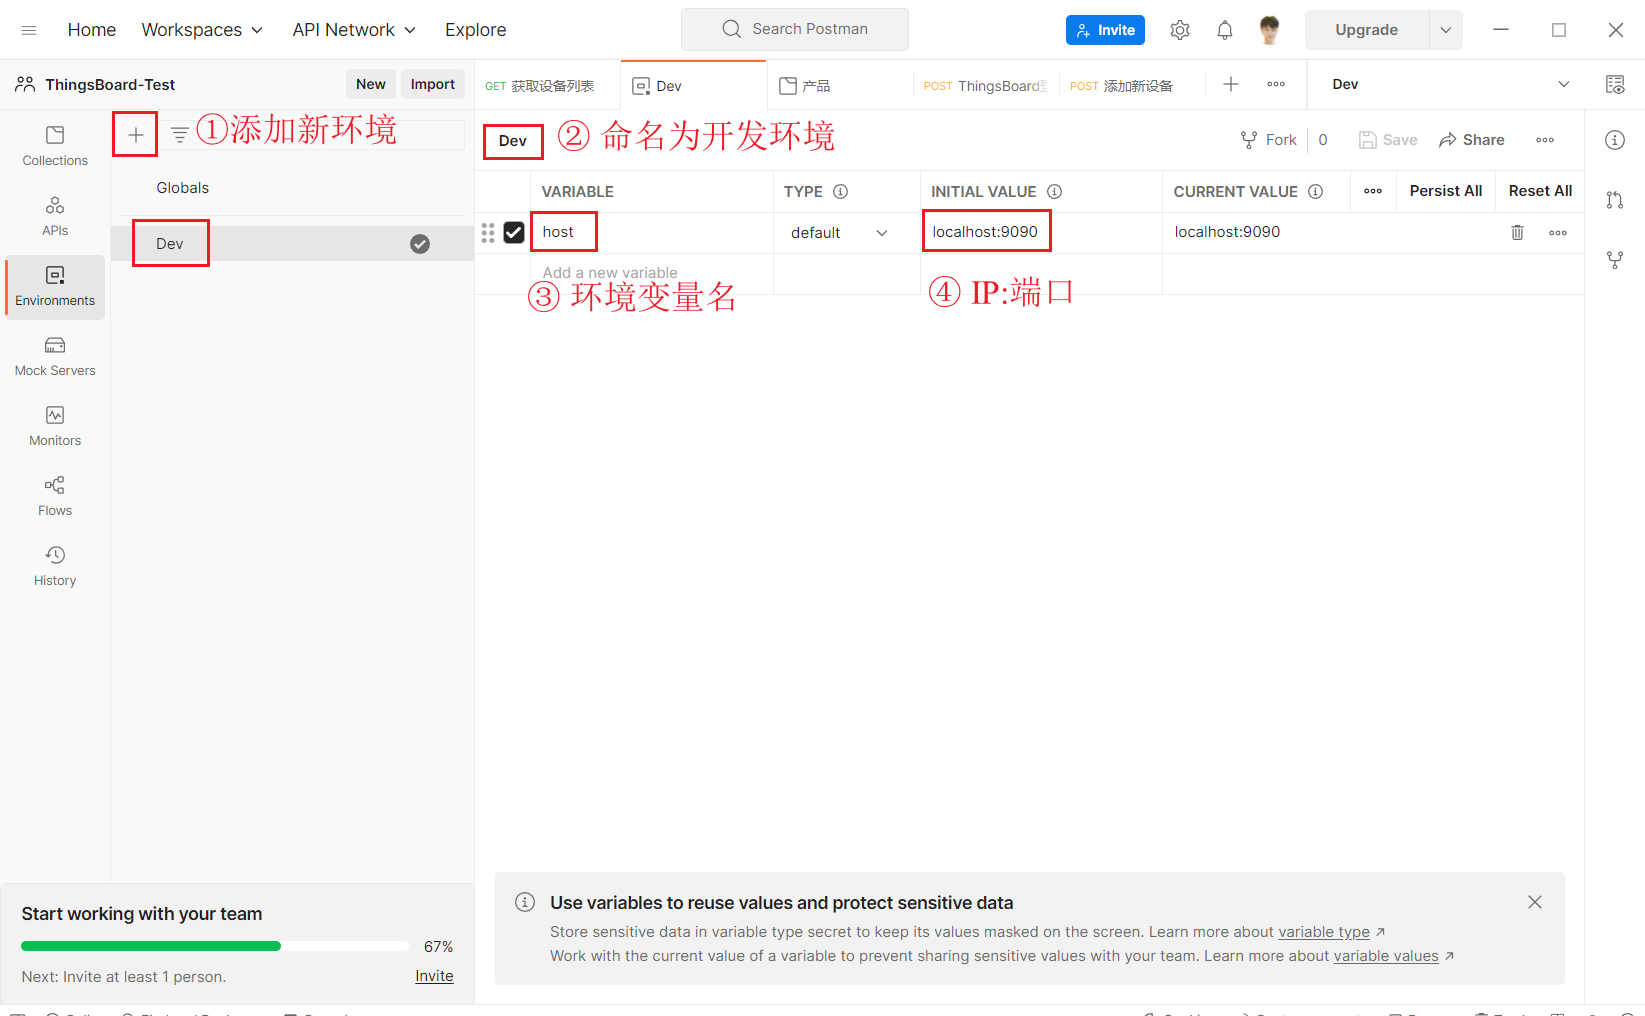 Home Workspaces API Network Explore Search Postman Invite Upgrade
ThingsBoard-Test New Import GET 获取设备列表 Dev 产品 POST ThingsBoard POST 添加新设备 Dev
①添加新环境
Dev ② 命名为开发环境 Fork 0 Save Share
Collections
Globals
VARIABLE TYPE INITIAL VALUE CURRENT VALUE Persist All Reset All
APIs
Dev
host default localhost:9090 localhost:9090
Add a new variable
③ 环境变量名 ④ IP:端口
Environments
Mock Servers
Monitors
Flows
History
Start working with your team
67%
Next: Invite at least 1 person. Invite
Use variables to reuse values and protect sensitive data
Store sensitive data in variable type secret to keep its values masked on the screen. Learn more about variable type ↗
Work with the current value of a variable to prevent sharing sensitive values with your team. Learn more about variable values ↗